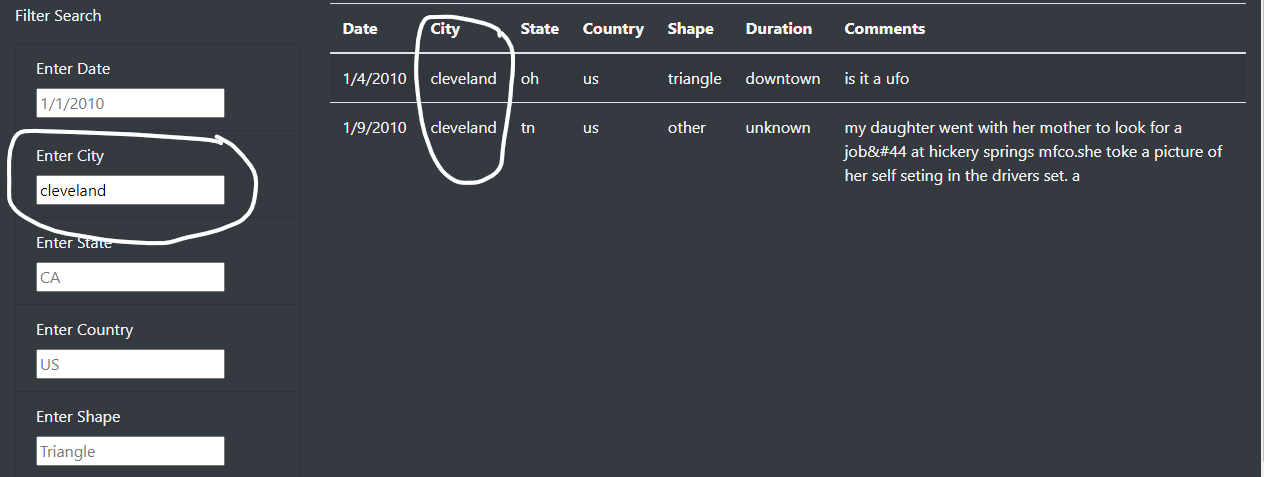 Filter Search
Enter Date
1/1/2010
Enter City
cleveland
Enter State
CA
Enter Country
US
Enter Shape
Triangle
Date City State Country Shape Duration Comments
1/4/2010 cleveland oh us triangle downtown is it a ufo
1/9/2010 cleveland tn us other unknown my daughter went with her mother to look for a
job&#44 at hickery springs mfco.she toke a picture of
her self seting in the drivers set. a